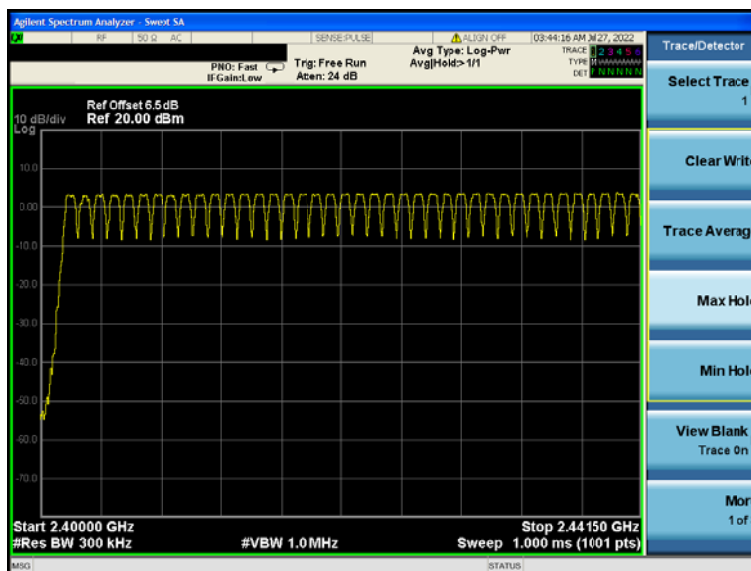 Agilent Spectrum Analyzer - Swept SA
RF 50 Ω AC SENSE:PULSE ALIGN OFF 03:44:16 AM Jul 27, 2022
PNO: Fast
IFGain:Low
Trig: Free Run
Atten: 24 dB
Avg Type: Log-Pwr
Avg|Hold:>1/1
TRACE 1 2 3 4 5 6
TYPE
DET P N N N N N
Ref Offset 6.5 dB
10 dB/div Ref 20.00 dBm
Log
10.0
0.00
-10.0
-20.0
-30.0
-40.0
-50.0
-60.0
-70.0
Start 2.40000 GHz Stop 2.44150 GHz
#Res BW 300 kHz #VBW 1.0 MHz Sweep 1.000 ms (1001 pts)
MSG STATUS
Trace/Detector
Select Trace
1
Clear Write
Trace Averag
Max Hol
Min Hol
View Blank
Trace On
Mor
1 of